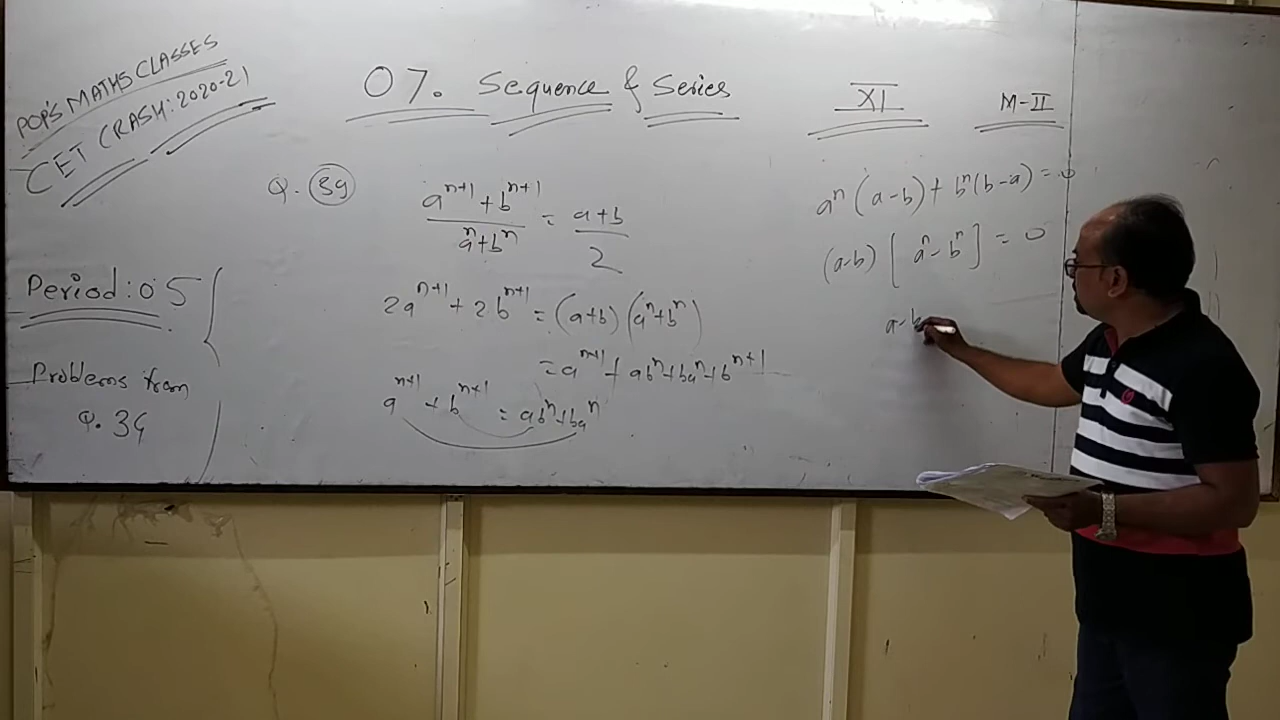 POP'S MATHS CLASSES
CET CRASH: 2020-21
07. Sequence & Series
XI
M-II
Q. 39
a^{n+1} + b^{n+1} / a^n + b^n = a+b / 2
2a^{n+1} + 2b^{n+1} = (a+b) (a^n + b^n)
= a^{n+1} + ab^n + ba^n + b^{n+1}
a^{n+1} + b^{n+1} = ab^n + ba^n
Period: 05
Problems from
Q. 39
a^n (a-b) + b^n (b-a) = 0
(a-b) [ a^n - b^n ] = 0
a-b